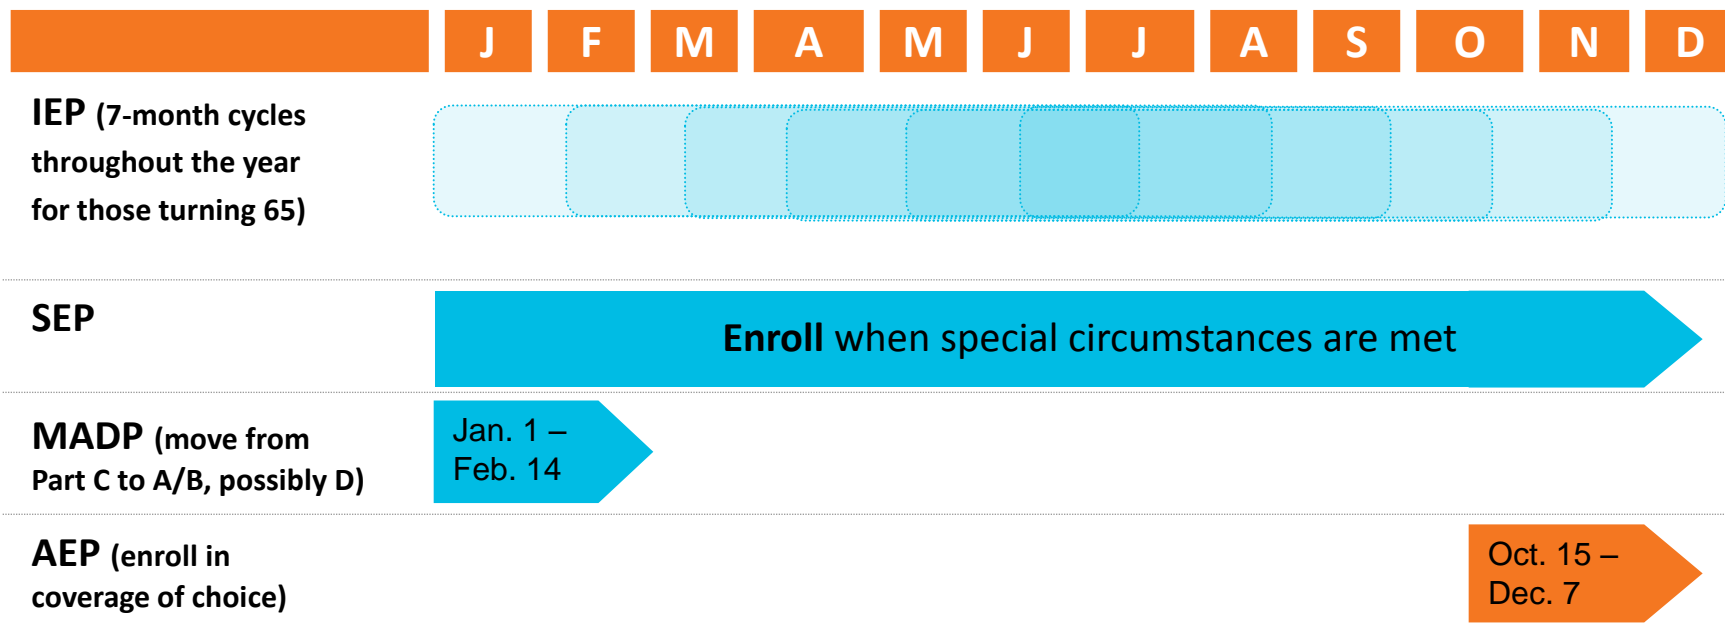 J F M A M J J A S O N D
IEP (7-month cycles
throughout the year
for those turning 65)
SEP
Enroll when special circumstances are met
MADP (move from
Part C to A/B, possibly D)
Jan. 1 –
Feb. 14
AEP (enroll in
coverage of choice)
Oct. 15 –
Dec. 7